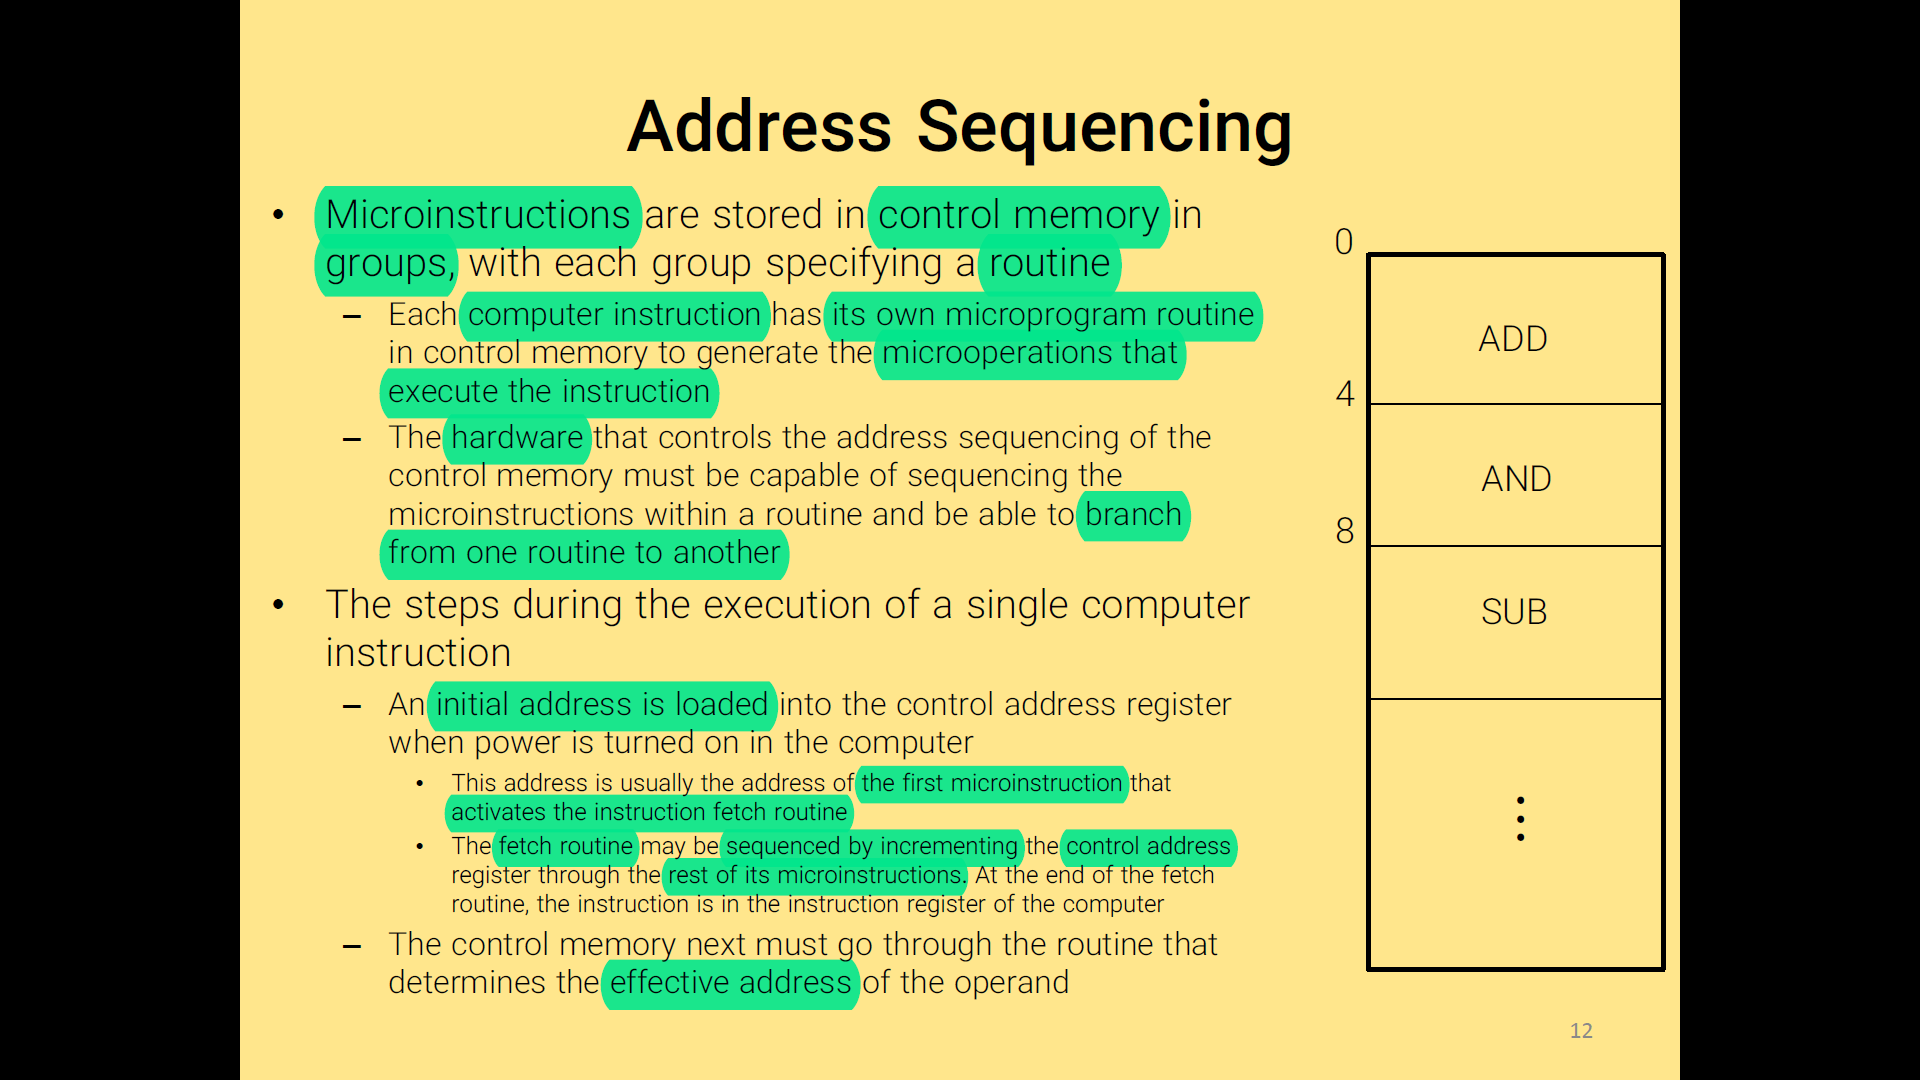 Address Sequencing
• Microinstructions are stored in control memory in
groups, with each group specifying a routine
– Each computer instruction has its own microprogram routine
in control memory to generate the microoperations that
execute the instruction
– The hardware that controls the address sequencing of the
control memory must be capable of sequencing the
microinstructions within a routine and be able to branch
from one routine to another
• The steps during the execution of a single computer
instruction
– An initial address is loaded into the control address register
when power is turned on in the computer
• This address is usually the address of the first microinstruction that
activates the instruction fetch routine
• The fetch routine may be sequenced by incrementing the control address
register through the rest of its microinstructions. At the end of the fetch
routine, the instruction is in the instruction register of the computer
– The control memory next must go through the routine that
determines the effective address of the operand
0
ADD
4
AND
8
SUB
⋮
12